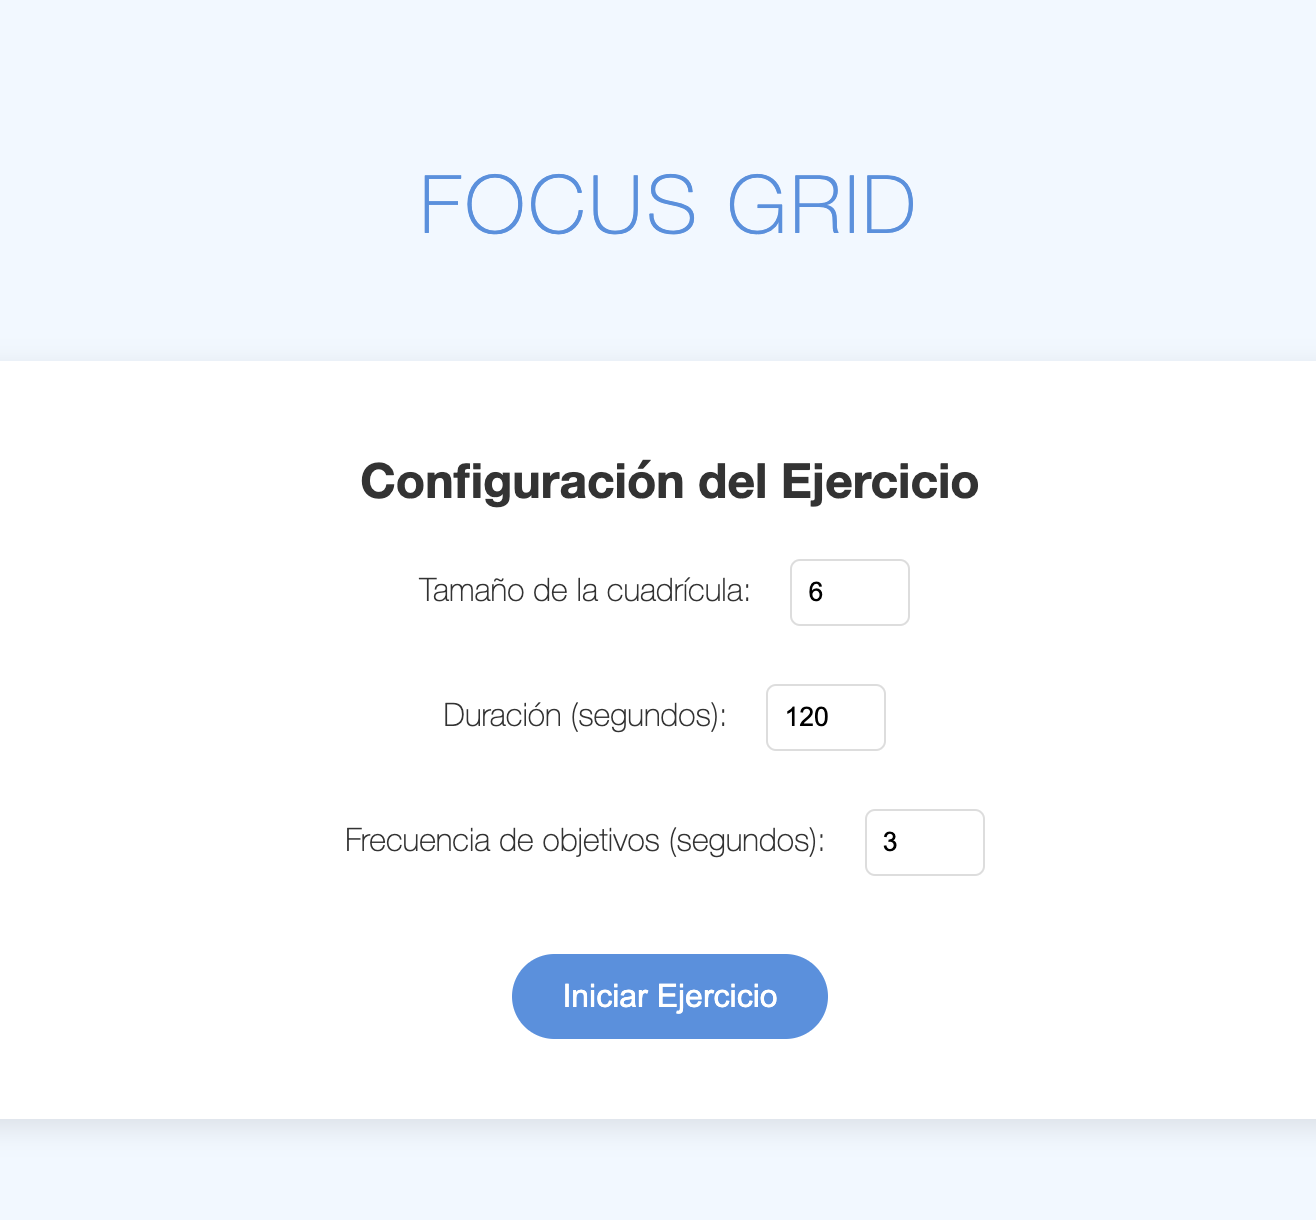 FOCUS GRID
Configuración del Ejercicio
Tamaño de la cuadrícula: 6
Duración (segundos): 120
Frecuencia de objetivos (segundos): 3
Iniciar Ejercicio